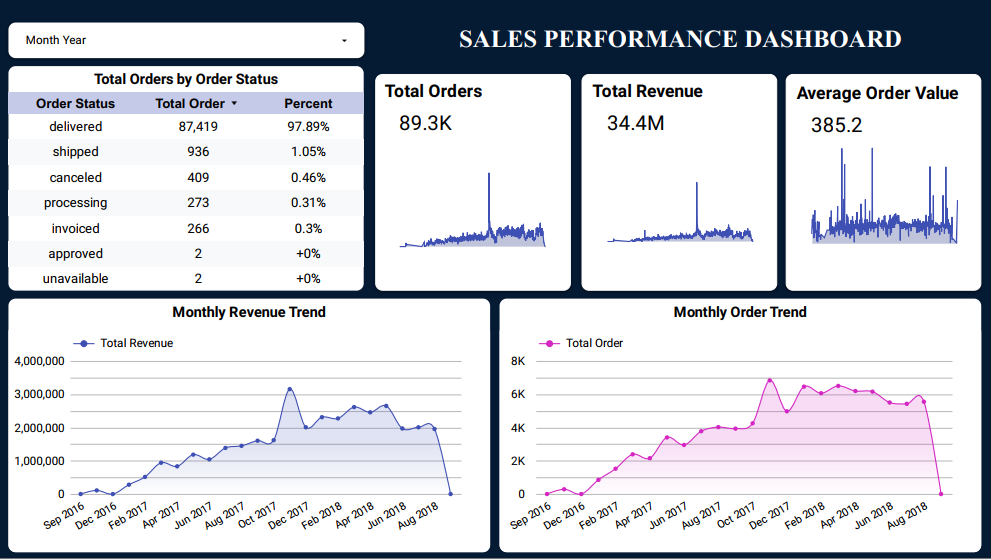 Month Year
SALES PERFORMANCE DASHBOARD
Total Orders by Order Status
Order Status Total Order Percent
delivered 87,419 97.89%
shipped 936 1.05%
canceled 409 0.46%
processing 273 0.31%
invoiced 266 0.3%
approved 2 +0%
unavailable 2 +0%
Total Orders
89.3K
Total Revenue
34.4M
Average Order Value
385.2
Monthly Revenue Trend
Total Revenue
4,000,000
3,000,000
2,000,000
1,000,000
0
Sep 2016 Dec 2016 Feb 2017 Apr 2017 Jun 2017 Aug 2017 Oct 2017 Dec 2017 Feb 2018 Apr 2018 Jun 2018 Aug 2018
Monthly Order Trend
Total Order
8K
6K
4K
2K
0
Sep 2016 Dec 2016 Feb 2017 Apr 2017 Jun 2017 Aug 2017 Oct 2017 Dec 2017 Feb 2018 Apr 2018 Jun 2018 Aug 2018